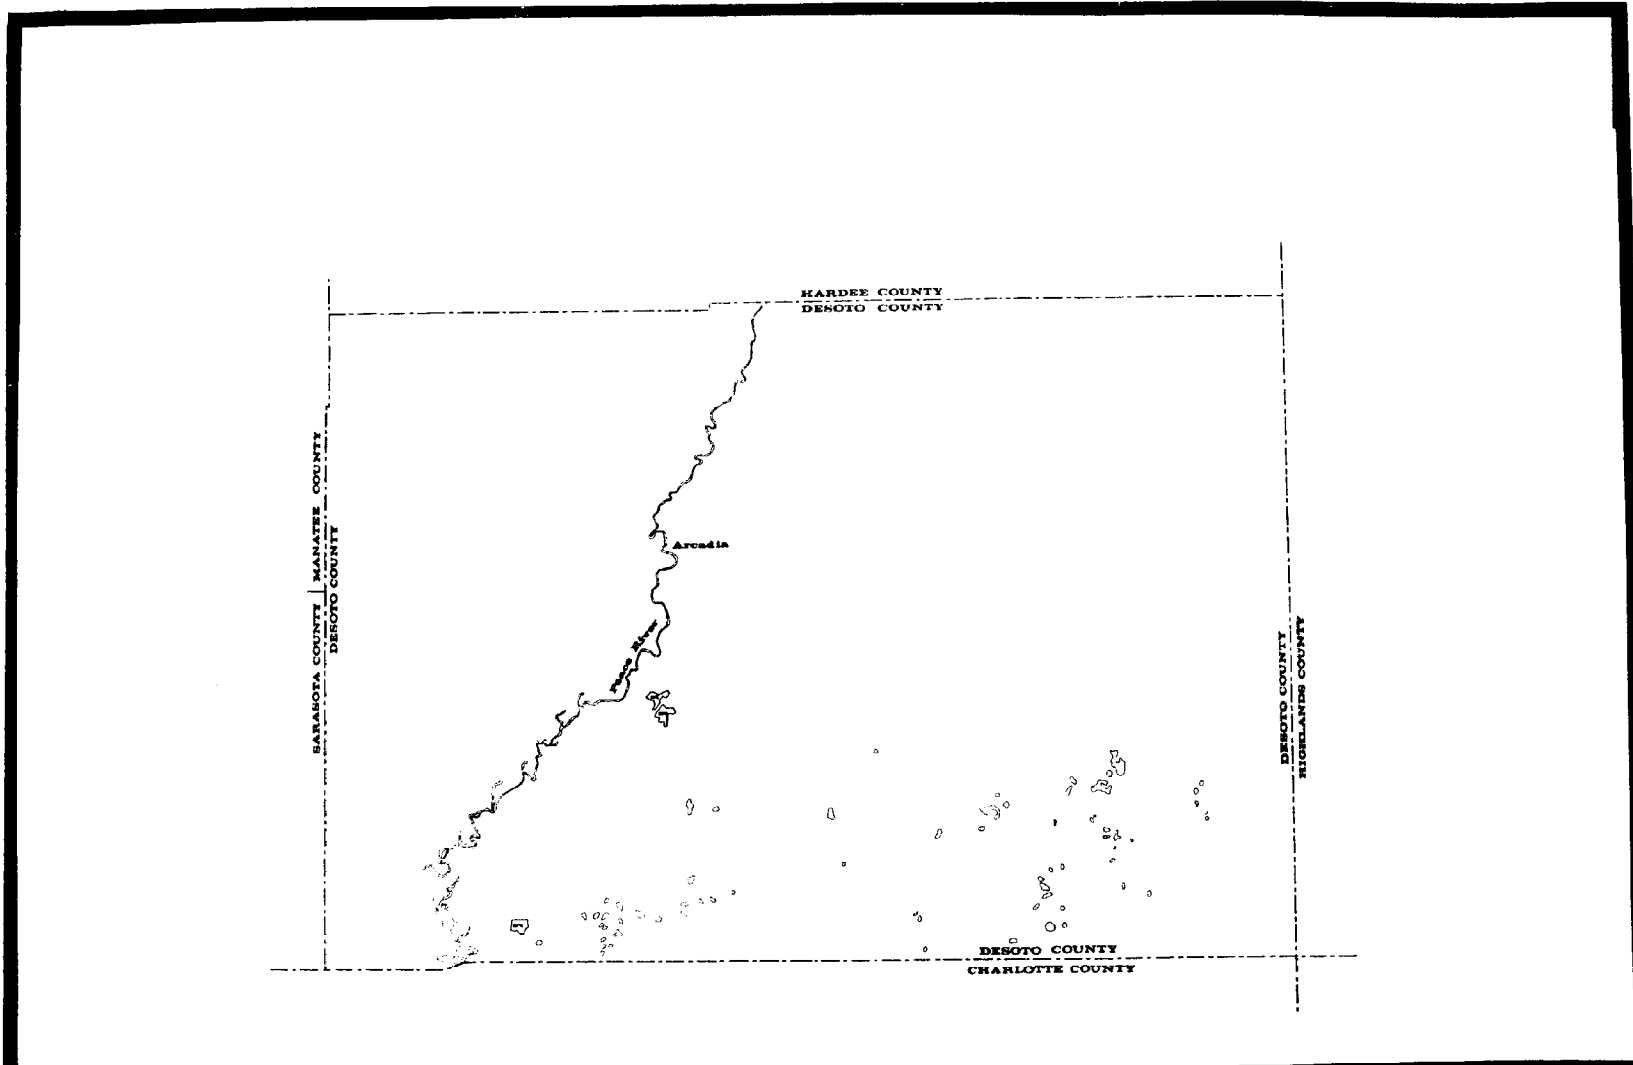 HARDEE COUNTY
DESOTO COUNTY
SARASOTA COUNTY | MANATEE COUNTY
DESOTO COUNTY
Arcadia
Peace River
DESOTO COUNTY
HIGHLANDS COUNTY
DESOTO COUNTY
CHARLOTTE COUNTY